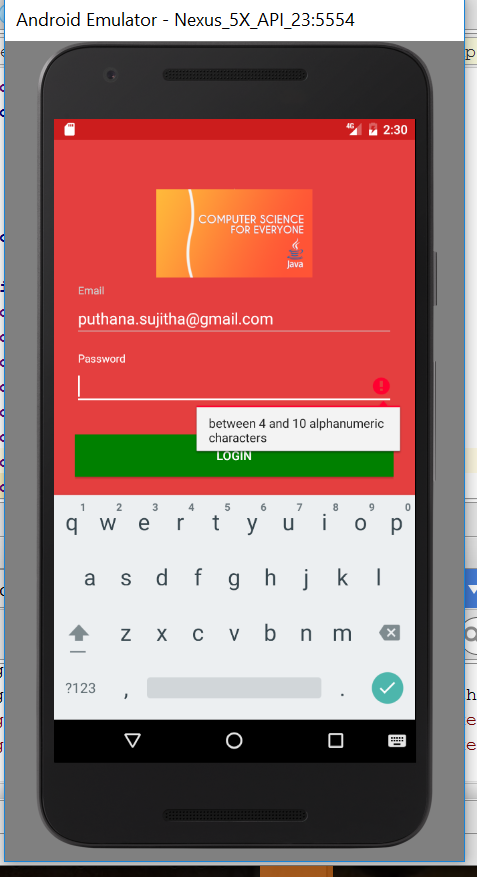 Android Emulator - Nexus_5X_API_23:5554
4G 2:30
COMPUTER SCIENCE
FOR EVERYONE
Java
Email
puthana.sujitha@gmail.com
Password
between 4 and 10 alphanumeric
characters
LOGIN
1 2 3 4 5 6 7 8 9 0
q w e r t y u i o p
a s d f g h j k l
z x c v b n m
?123 , .